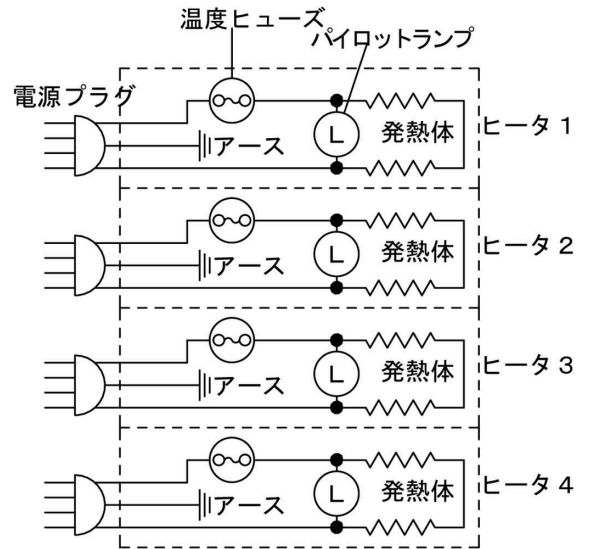 温度ヒューズ
パイロットランプ
電源プラグ
アース
L
発熱体
ヒータ1
アース
L
発熱体
ヒータ2
アース
L
発熱体
ヒータ3
アース
L
発熱体
ヒータ4